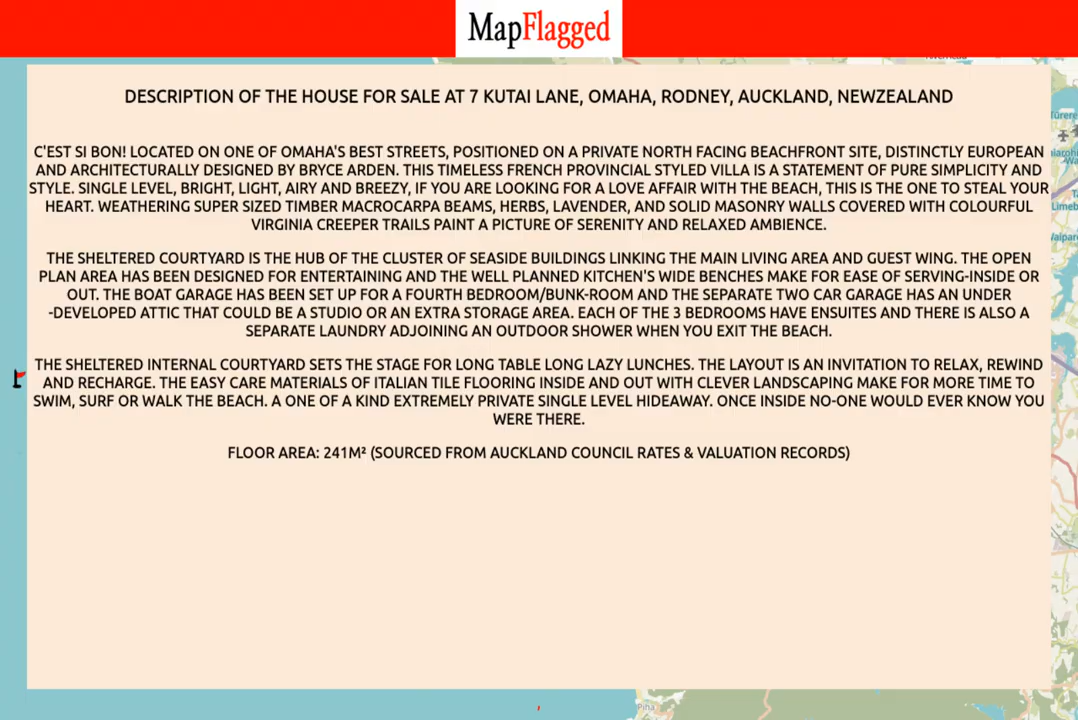 MapFlagged
DESCRIPTION OF THE HOUSE FOR SALE AT 7 KUTAI LANE, OMAHA, RODNEY, AUCKLAND, NEWZEALAND
C'EST SI BON! LOCATED ON ONE OF OMAHA'S BEST STREETS, POSITIONED ON A PRIVATE NORTH FACING BEACHFRONT SITE, DISTINCTLY EUROPEAN
AND ARCHITECTURALLY DESIGNED BY BRYCE ARDEN. THIS TIMELESS FRENCH PROVINCIAL STYLED VILLA IS A STATEMENT OF PURE SIMPLICITY AND
STYLE. SINGLE LEVEL, BRIGHT, LIGHT, AIRY AND BREEZY, IF YOU ARE LOOKING FOR A LOVE AFFAIR WITH THE BEACH, THIS IS THE ONE TO STEAL YOUR
HEART. WEATHERING SUPER SIZED TIMBER MACROCARPA BEAMS, HERBS, LAVENDER, AND SOLID MASONRY WALLS COVERED WITH COLOURFUL
VIRGINIA CREEPER TRAILS PAINT A PICTURE OF SERENITY AND RELAXED AMBIENCE.
THE SHELTERED COURTYARD IS THE HUB OF THE CLUSTER OF SEASIDE BUILDINGS LINKING THE MAIN LIVING AREA AND GUEST WING. THE OPEN
PLAN AREA HAS BEEN DESIGNED FOR ENTERTAINING AND THE WELL PLANNED KITCHEN'S WIDE BENCHES MAKE FOR EASE OF SERVING-INSIDE OR
OUT. THE BOAT GARAGE HAS BEEN SET UP FOR A FOURTH BEDROOM/BUNK-ROOM AND THE SEPARATE TWO CAR GARAGE HAS AN UNDER
-DEVELOPED ATTIC THAT COULD BE A STUDIO OR AN EXTRA STORAGE AREA. EACH OF THE 3 BEDROOMS HAVE ENSUITES AND THERE IS ALSO A
SEPARATE LAUNDRY ADJOINING AN OUTDOOR SHOWER WHEN YOU EXIT THE BEACH.
THE SHELTERED INTERNAL COURTYARD SETS THE STAGE FOR LONG TABLE LONG LAZY LUNCHES. THE LAYOUT IS AN INVITATION TO RELAX, REWIND
AND RECHARGE. THE EASY CARE MATERIALS OF ITALIAN TILE FLOORING INSIDE AND OUT WITH CLEVER LANDSCAPING MAKE FOR MORE TIME TO
SWIM, SURF OR WALK THE BEACH. A ONE OF A KIND EXTREMELY PRIVATE SINGLE LEVEL HIDEAWAY. ONCE INSIDE NO-ONE WOULD EVER KNOW YOU
WERE THERE.
FLOOR AREA: 241M² (SOURCED FROM AUCKLAND COUNCIL RATES & VALUATION RECORDS)
Piha